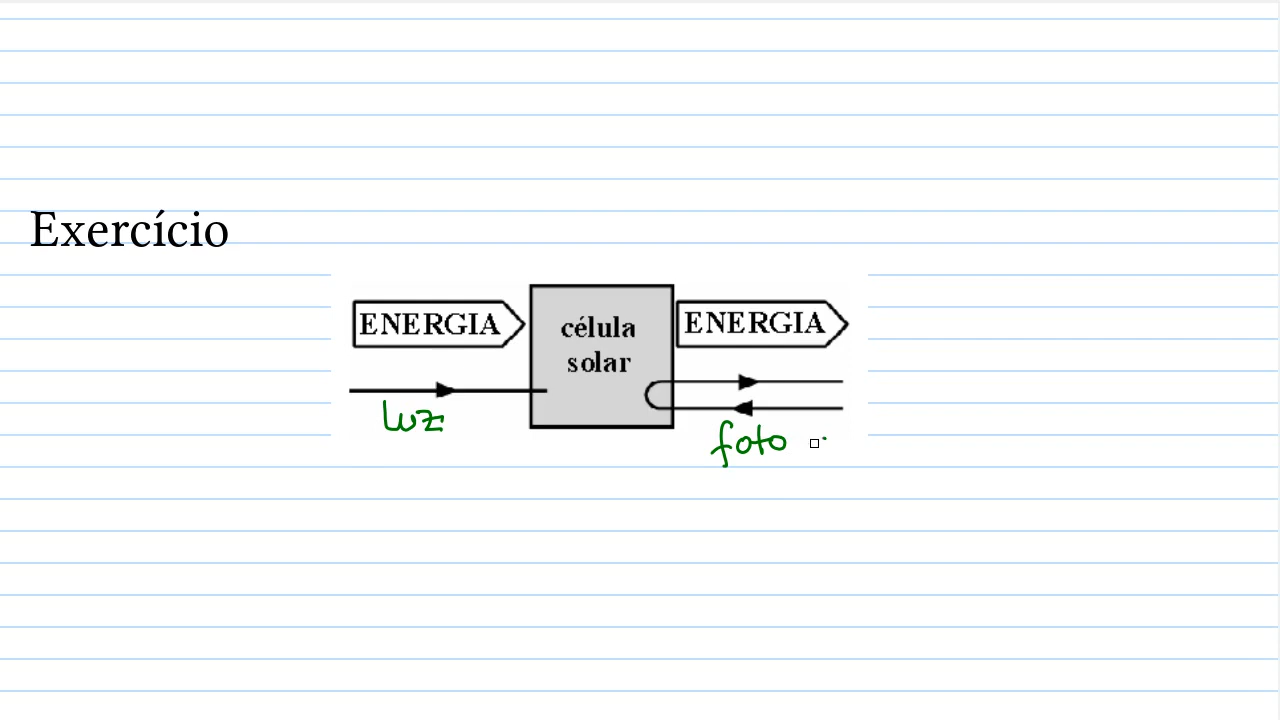 Exercício
ENERGIA
célula
solar
ENERGIA
luz
foto